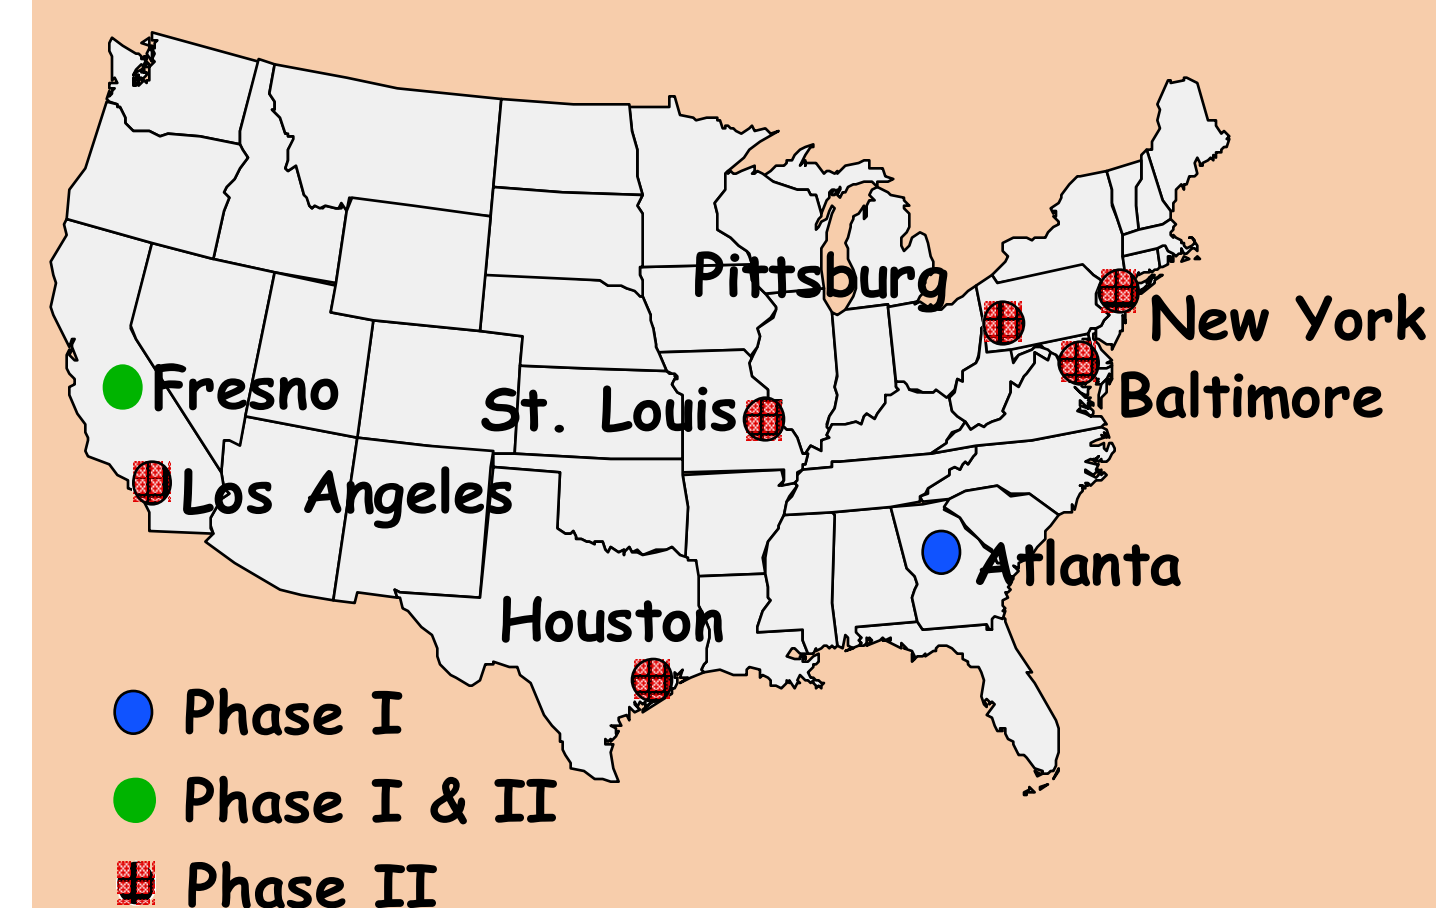 Pittsburg
New York
Fresno
St. Louis
Baltimore
Los Angeles
Atlanta
Houston
Phase I
Phase I & II
Phase II